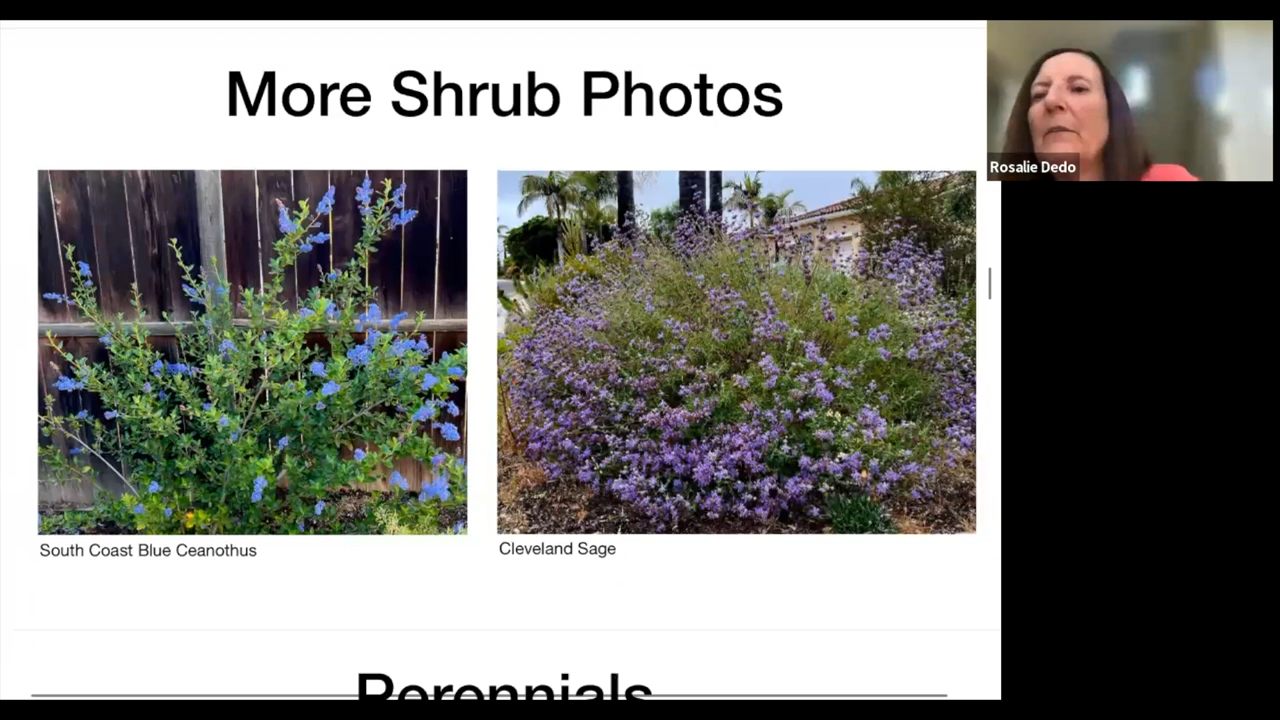 More Shrub Photos
Rosalie Dedo
South Coast Blue Ceanothus
Cleveland Sage
Perennials